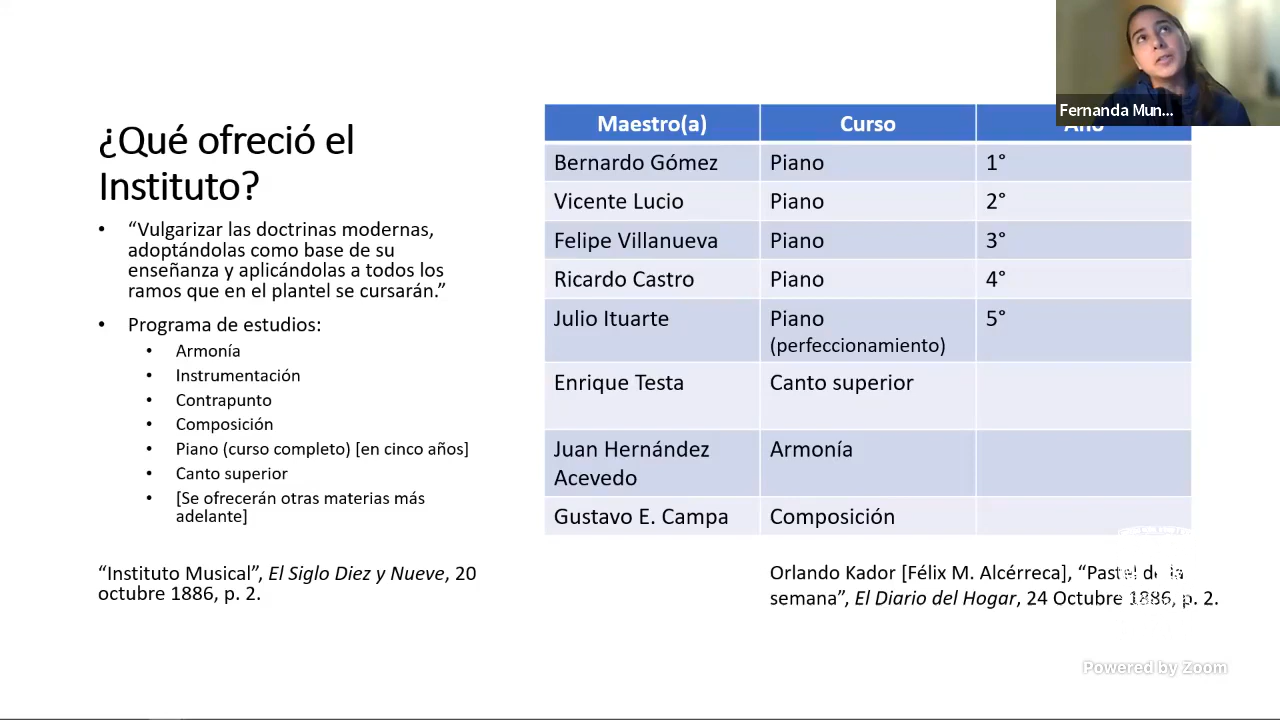 ¿Qué ofreció el
Instituto?
• “Vulgarizar las doctrinas modernas,
adoptándolas como base de su
enseñanza y aplicándolas a todos los
ramos que en el plantel se cursarán.”
• Programa de estudios:
• Armonía
• Instrumentación
• Contrapunto
• Composición
• Piano (curso completo) [en cinco años]
• Canto superior
• [Se ofrecerán otras materias más
adelante]
“Instituto Musical”, El Siglo Diez y Nueve, 20
octubre 1886, p. 2.
Fernanda Mun...
Maestro(a) Curso Año
Bernardo Gómez Piano 1°
Vicente Lucio Piano 2°
Felipe Villanueva Piano 3°
Ricardo Castro Piano 4°
Julio Ituarte Piano 5°
(perfeccionamiento)
Enrique Testa Canto superior
Juan Hernández Armonía
Acevedo
Gustavo E. Campa Composición
Orlando Kador [Félix M. Alcérreca], “Pastel de la
semana”, El Diario del Hogar, 24 Octubre 1886, p. 2.
Powered by Zoom